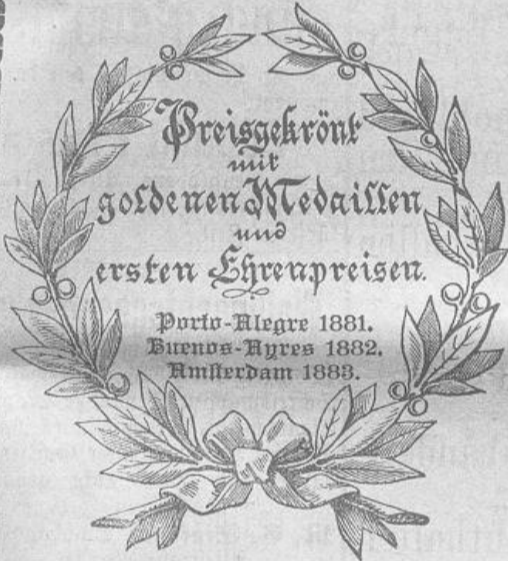 Preisgekrönt
mit
goldenen Medaillen
und
ersten Ehrenpreisen.
Porto-Alegre 1881.
Buenos-Ayres 1882.
Amsterdam 1883.